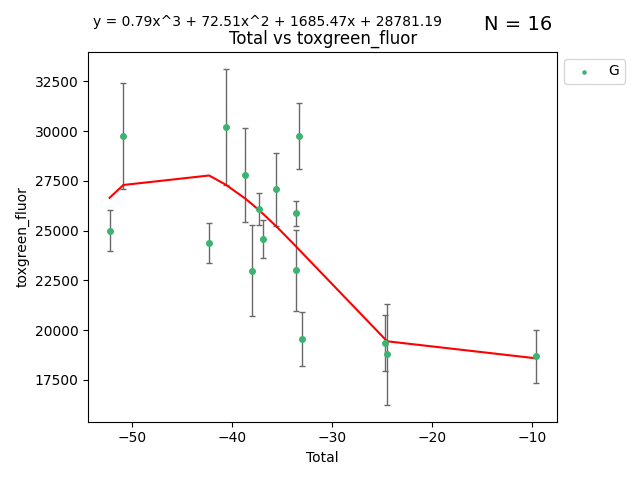 y = 0.79x^3 + 72.51x^2 + 1685.47x + 28781.19
N = 16
Total vs toxgreen_fluor
G
32500
30000
27500
25000
22500
20000
17500
toxgreen_fluor
−50
−40
−30
−20
−10
Total